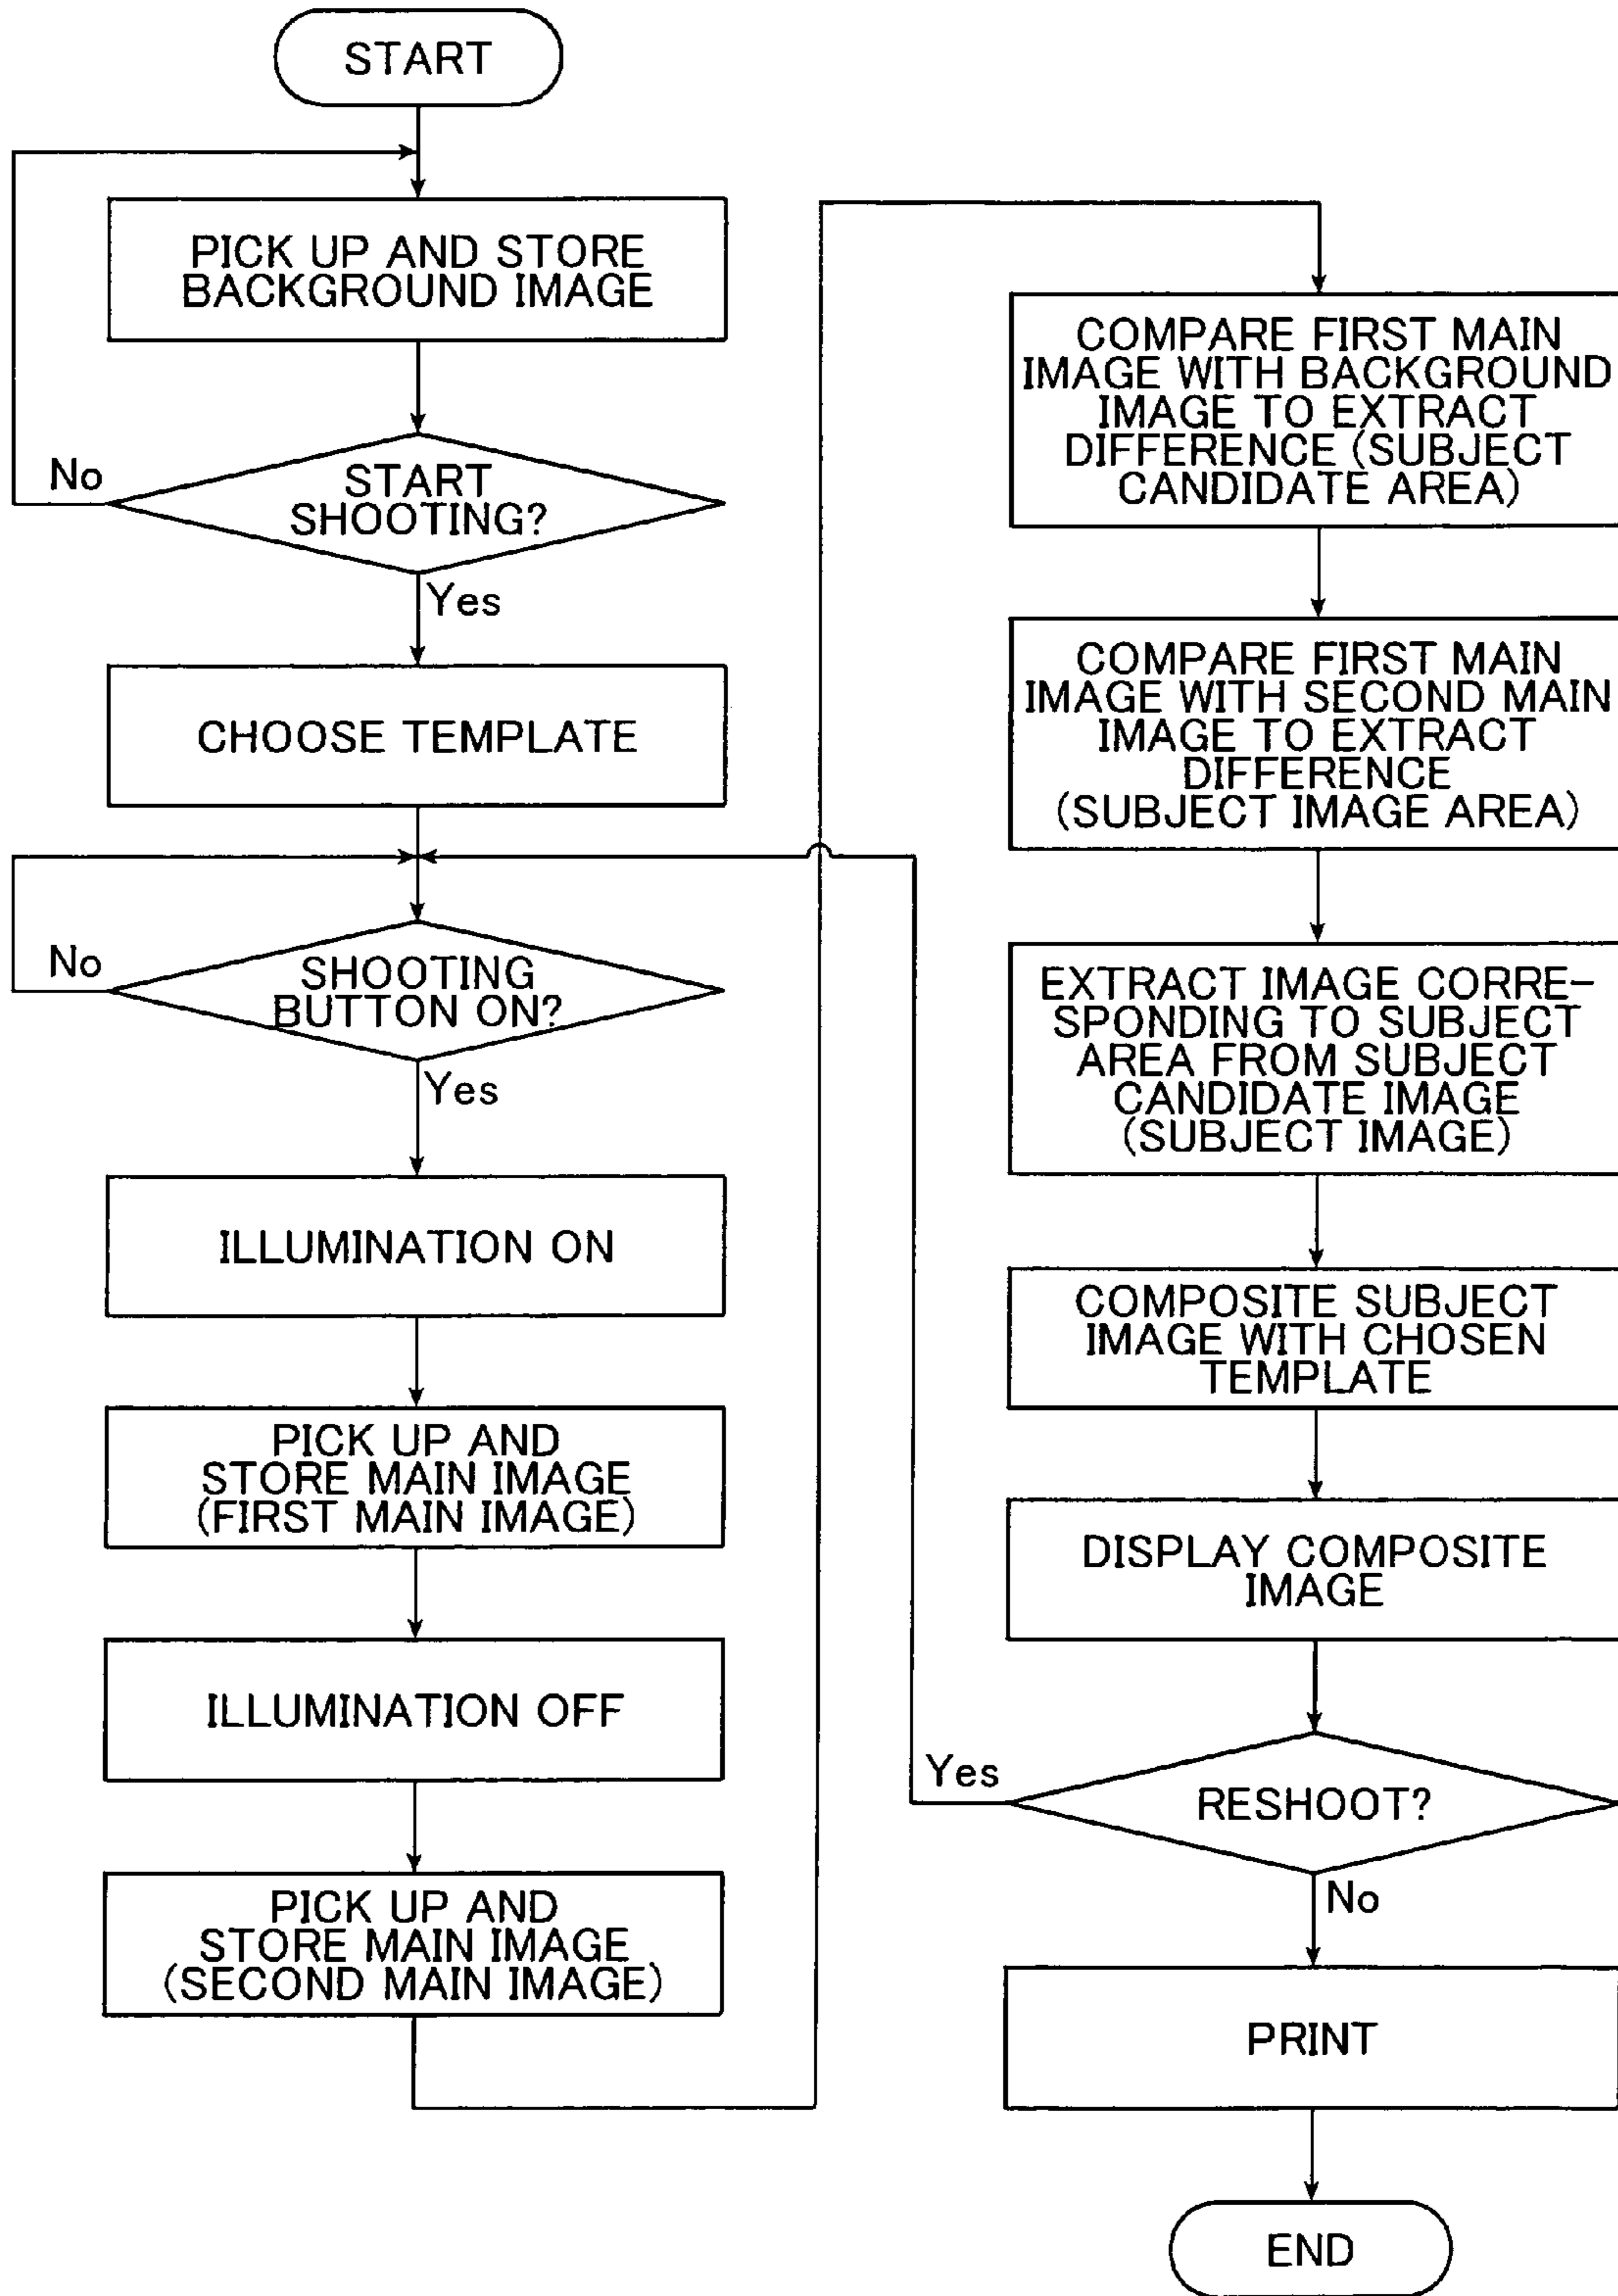 START
PICK UP AND STORE
BACKGROUND IMAGE
No
START
SHOOTING?
Yes
CHOOSE TEMPLATE
No
SHOOTING
BUTTON ON?
Yes
ILLUMINATION ON
PICK UP AND
STORE MAIN IMAGE
(FIRST MAIN IMAGE)
ILLUMINATION OFF
PICK UP AND
STORE MAIN IMAGE
(SECOND MAIN IMAGE)
COMPARE FIRST MAIN
IMAGE WITH BACKGROUND
IMAGE TO EXTRACT
DIFFERENCE (SUBJECT
CANDIDATE AREA)
COMPARE FIRST MAIN
IMAGE WITH SECOND MAIN
IMAGE TO EXTRACT
DIFFERENCE
(SUBJECT IMAGE AREA)
EXTRACT IMAGE CORRE-
SPONDING TO SUBJECT
AREA FROM SUBJECT
CANDIDATE IMAGE
(SUBJECT IMAGE)
COMPOSITE SUBJECT
IMAGE WITH CHOSEN
TEMPLATE
DISPLAY COMPOSITE
IMAGE
Yes
RESHOOT?
No
PRINT
END